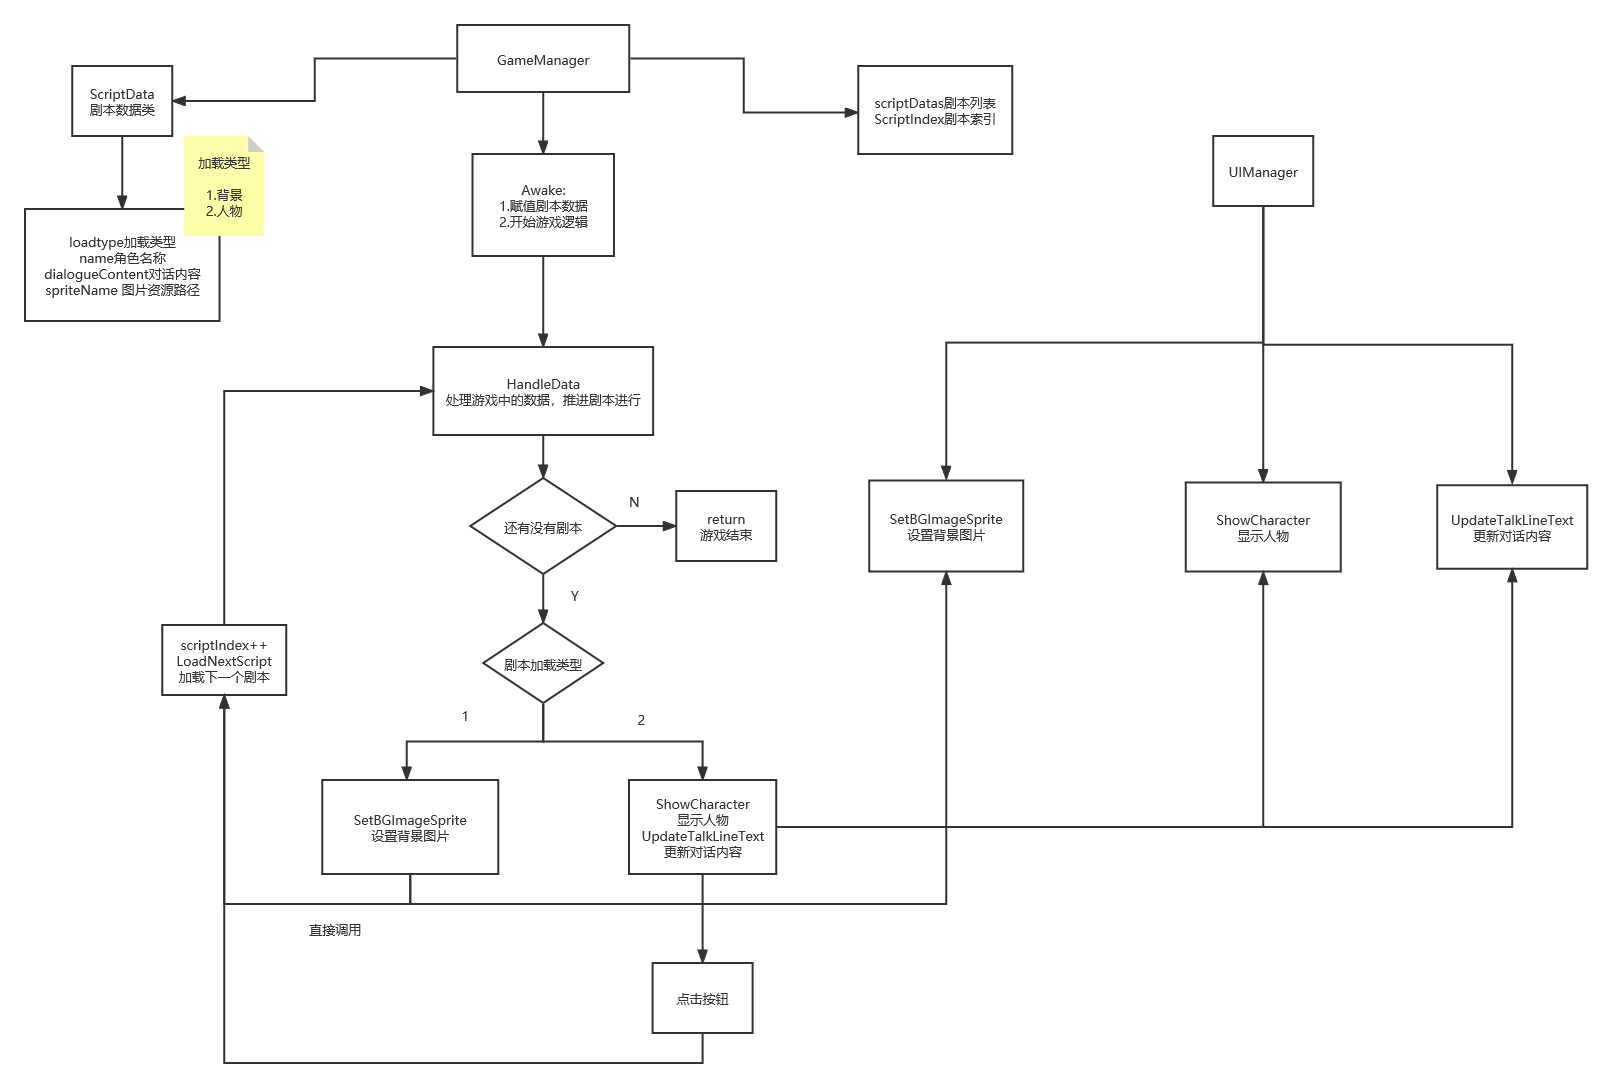 GameManager
ScriptData
剧本数据类
scriptDatas剧本列表
ScriptIndex剧本索引
加载类型
1.背景
2.人物
Awake:
1.赋值剧本数据
2.开始游戏逻辑
UIManager
loadtype加载类型
name角色名称
dialogueContent对话内容
spriteName 图片资源路径
HandleData
处理游戏中的数据，推进剧本进行
还有没有剧本
N
return
游戏结束
SetBGImageSprite
设置背景图片
ShowCharacter
显示人物
UpdateTalkLineText
更新对话内容
Y
scriptIndex++
LoadNextScript
加载下一个剧本
剧本加载类型
1
2
SetBGImageSprite
设置背景图片
ShowCharacter
显示人物
UpdateTalkLineText
更新对话内容
直接调用
点击按钮